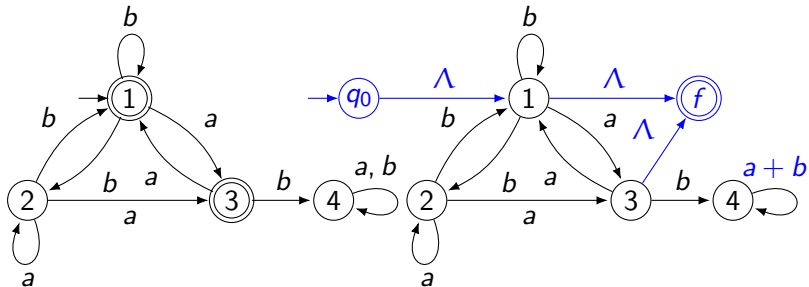 b b
q₀ Λ 1 Λ f
1
b a b a Λ
a a, b a a + b
2 b 3 b 4 2 b 3 b 4
a a
a a